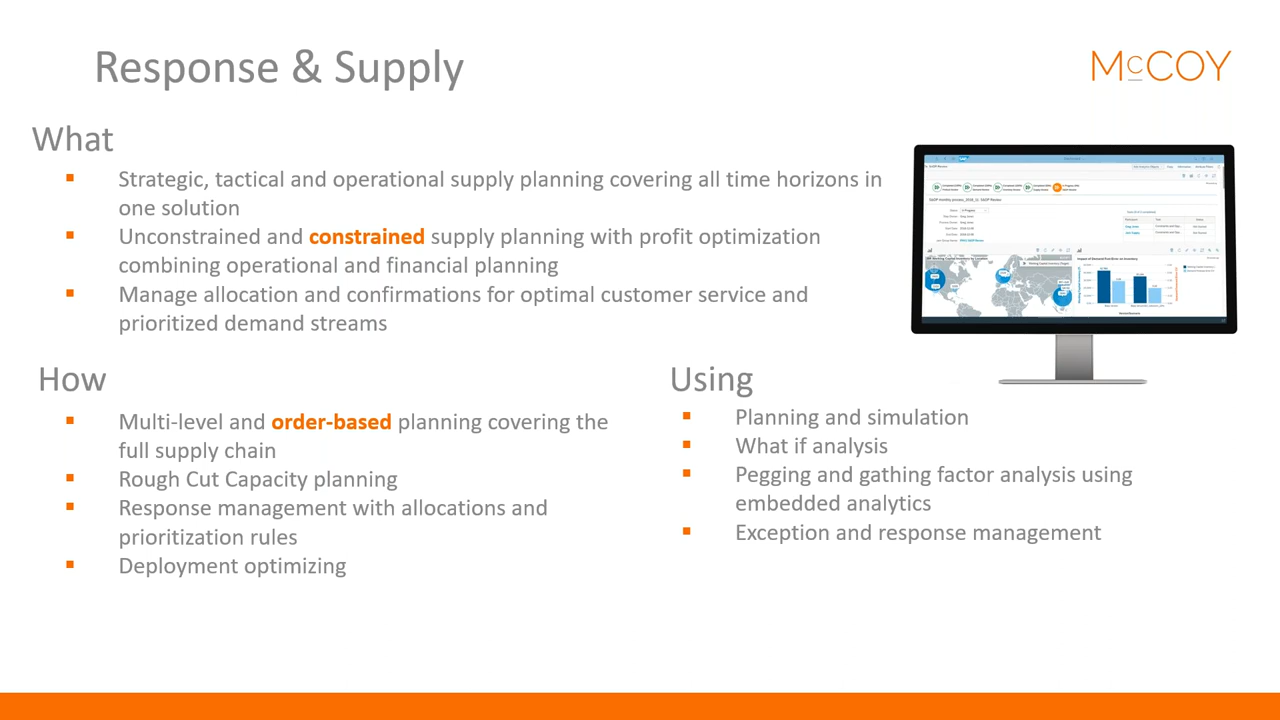 Response & Supply
McCOY
What
Strategic, tactical and operational supply planning covering all time horizons in
one solution
Unconstrained and constrained supply planning with profit optimization
combining operational and financial planning
Manage allocation and confirmations for optimal customer service and
prioritized demand streams
How
Multi-level and order-based planning covering the
full supply chain
Rough Cut Capacity planning
Response management with allocations and
prioritization rules
Deployment optimizing
Using
Planning and simulation
What if analysis
Pegging and gathing factor analysis using
embedded analytics
Exception and response management